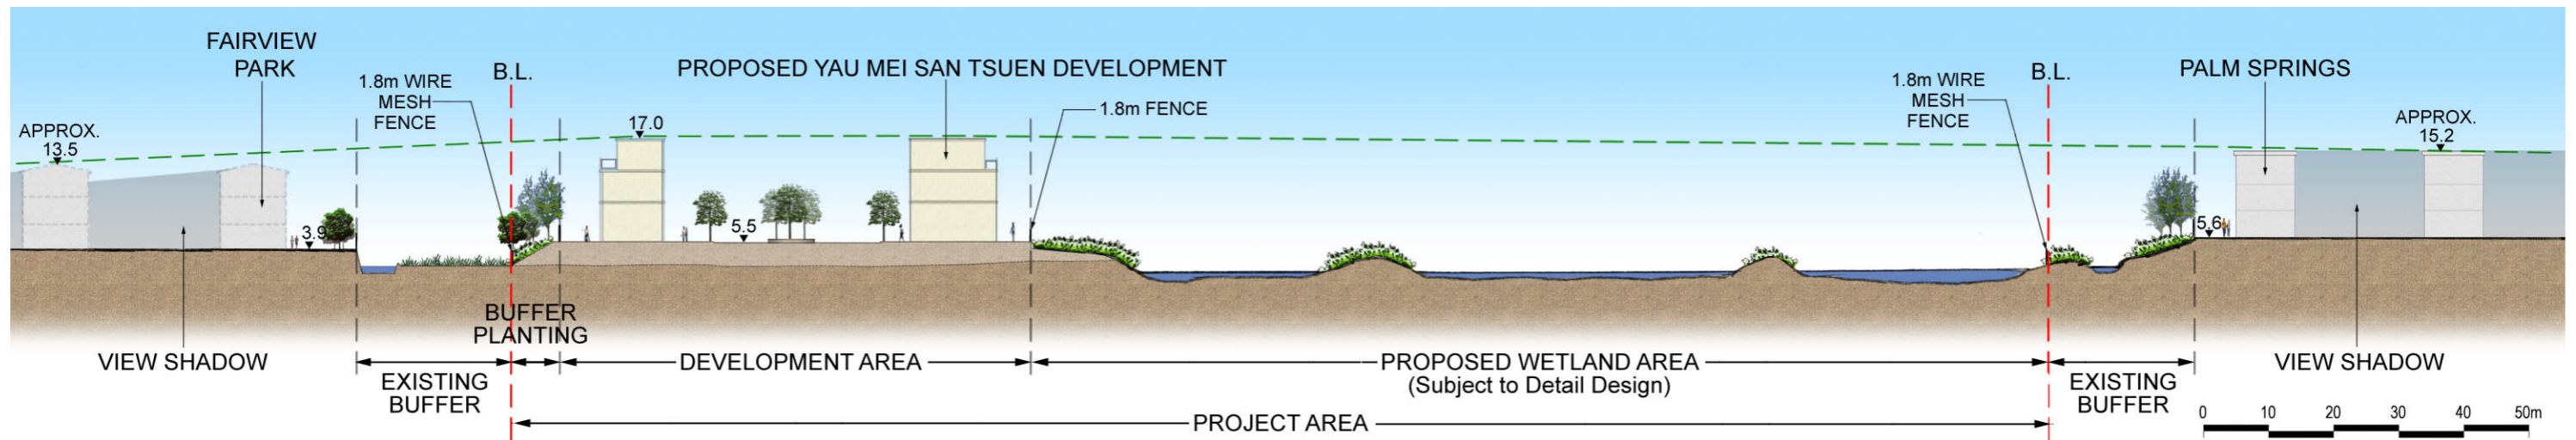 FAIRVIEW
PARK
APPROX.
13.5
3.9
1.8m WIRE
MESH
FENCE
B.L.
17.0
PROPOSED YAU MEI SAN TSUEN DEVELOPMENT
5.5
1.8m FENCE
1.8m WIRE
MESH
FENCE
B.L.
PALM SPRINGS
APPROX.
15.2
5.6
VIEW SHADOW
EXISTING
BUFFER
BUFFER
PLANTING
DEVELOPMENT AREA
PROPOSED WETLAND AREA
(Subject to Detail Design)
EXISTING
BUFFER
VIEW SHADOW
PROJECT AREA
0 10 20 30 40 50m